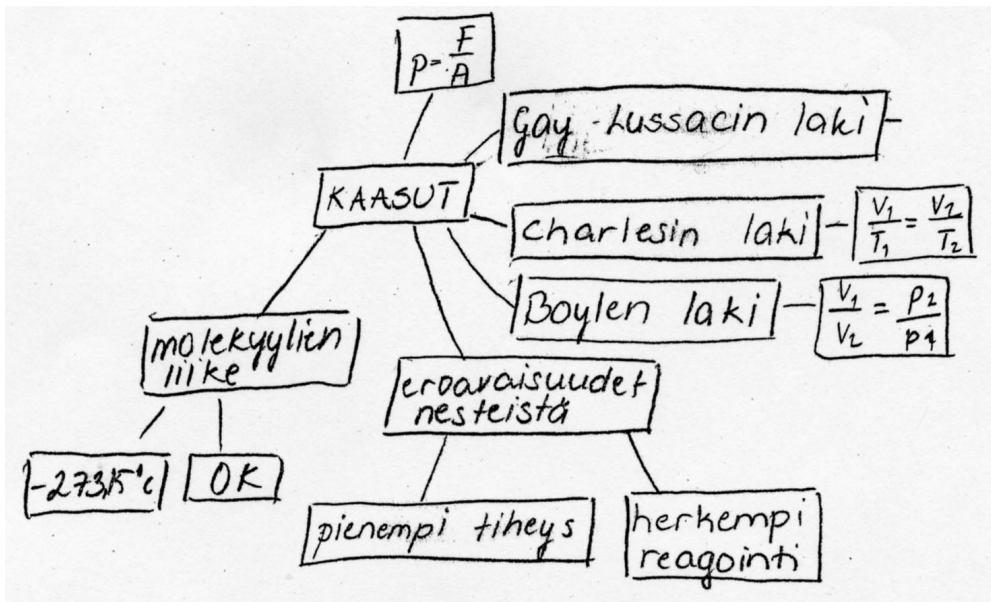 p = F/A
Gay-Lussacin laki
KAASUT
Charlesin laki
V₁/T₁ = V₂/T₂
Boylen laki
V₁/V₂ = p₂/p₁
molekyylien
liike
eroavaisuudet
nesteistä
-273,15°c
0K
pienempi tiheys
herkempi
reagointi